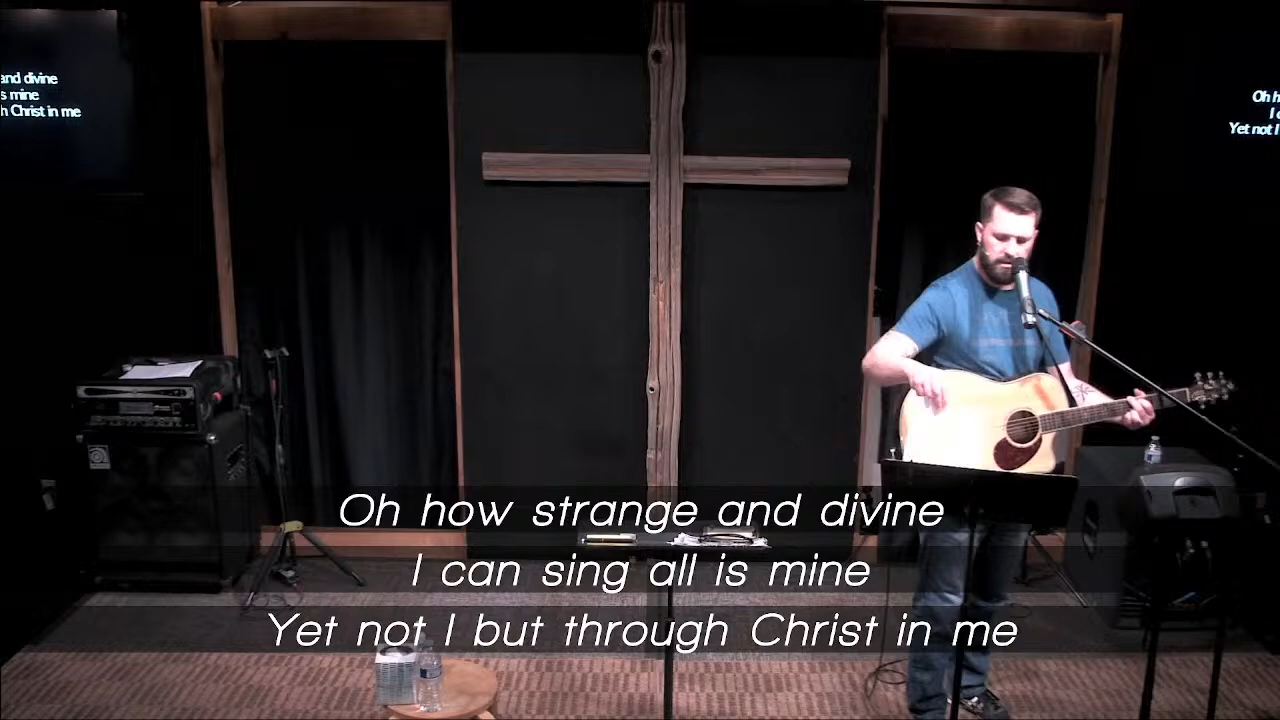 and divine
s mine
h Christ in me
Oh h
I c
Yet not I
Oh how strange and divine
I can sing all is mine
Yet not I but through Christ in me